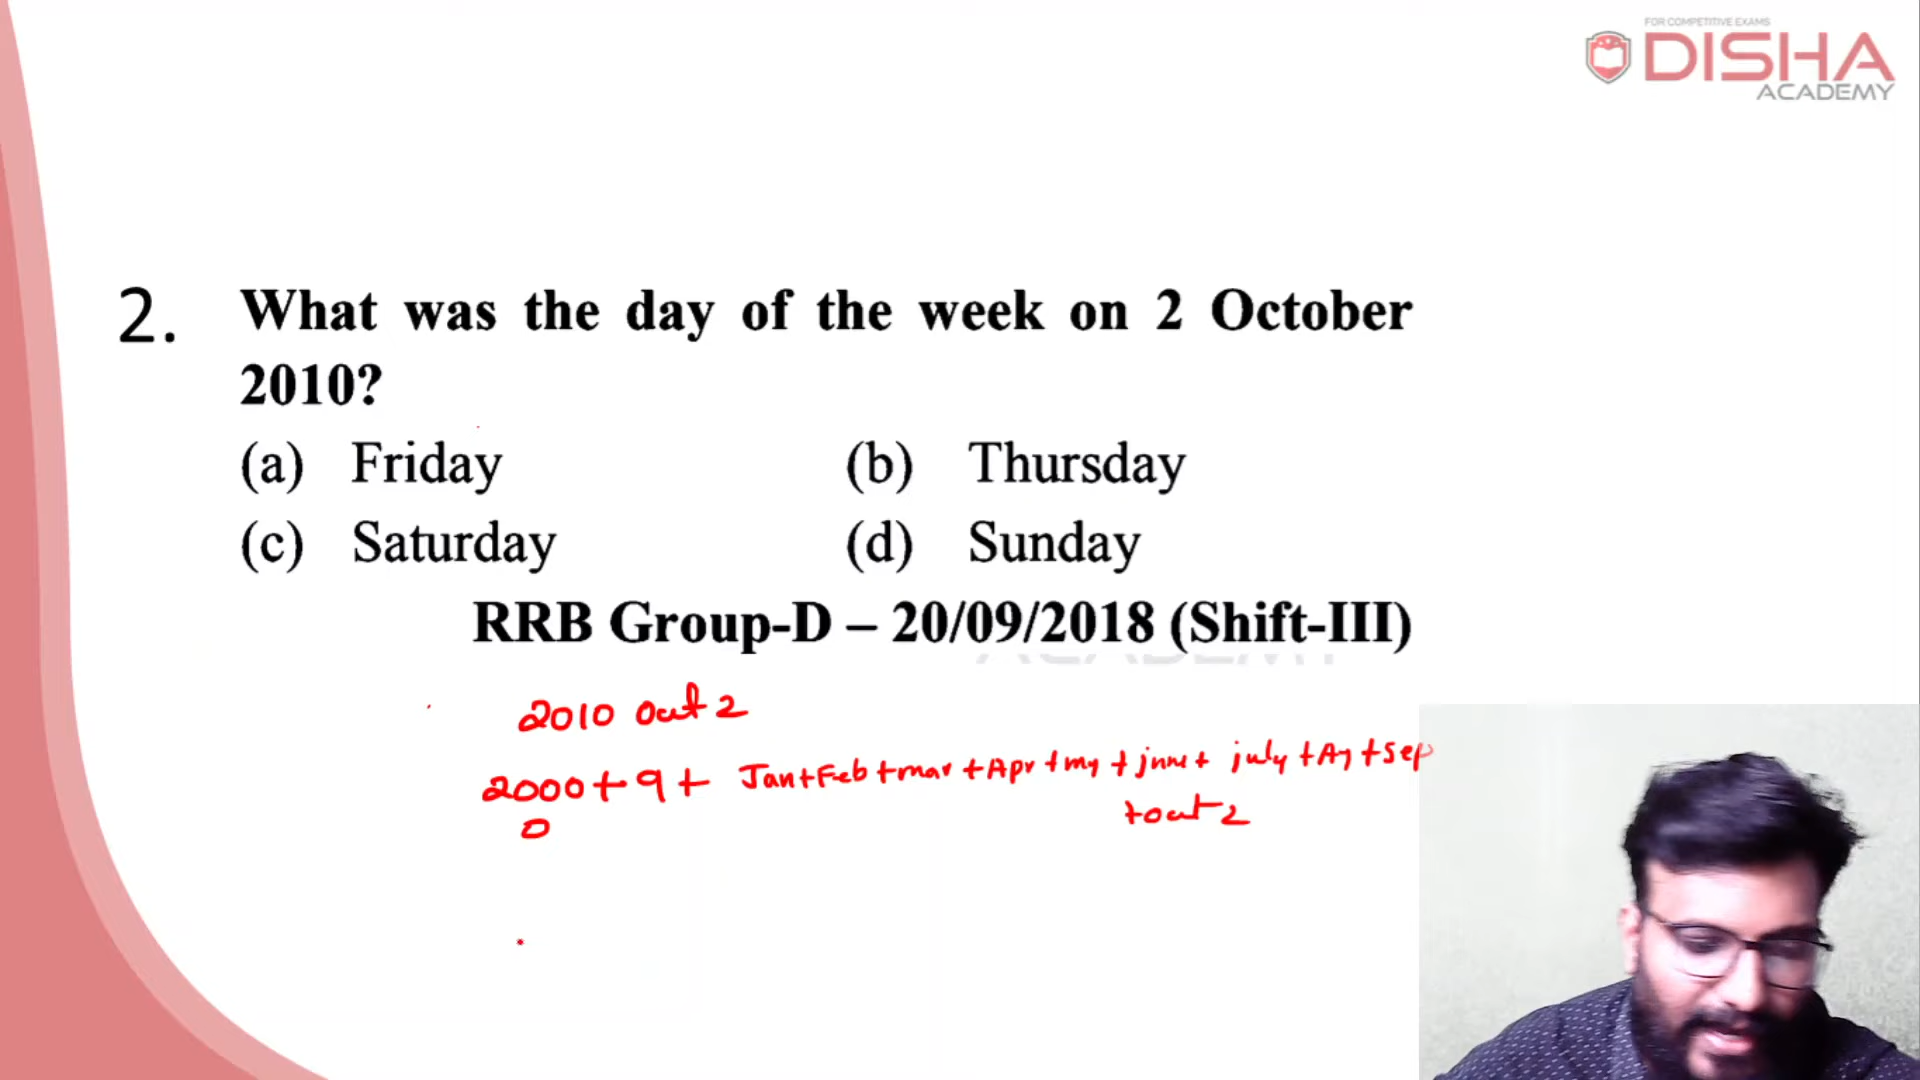 FOR COMPETITIVE EXAMS
DISHA
ACADEMY
2. What was the day of the week on 2 October
2010?
(a) Friday (b) Thursday
(c) Saturday (d) Sunday
RRB Group-D – 20/09/2018 (Shift-III)
ACADEMY
2010 Oct 2
2000 + 9 + Jan + Feb + mar + Apr + my + june + july + Ag + Sep
+ Oct 2
0